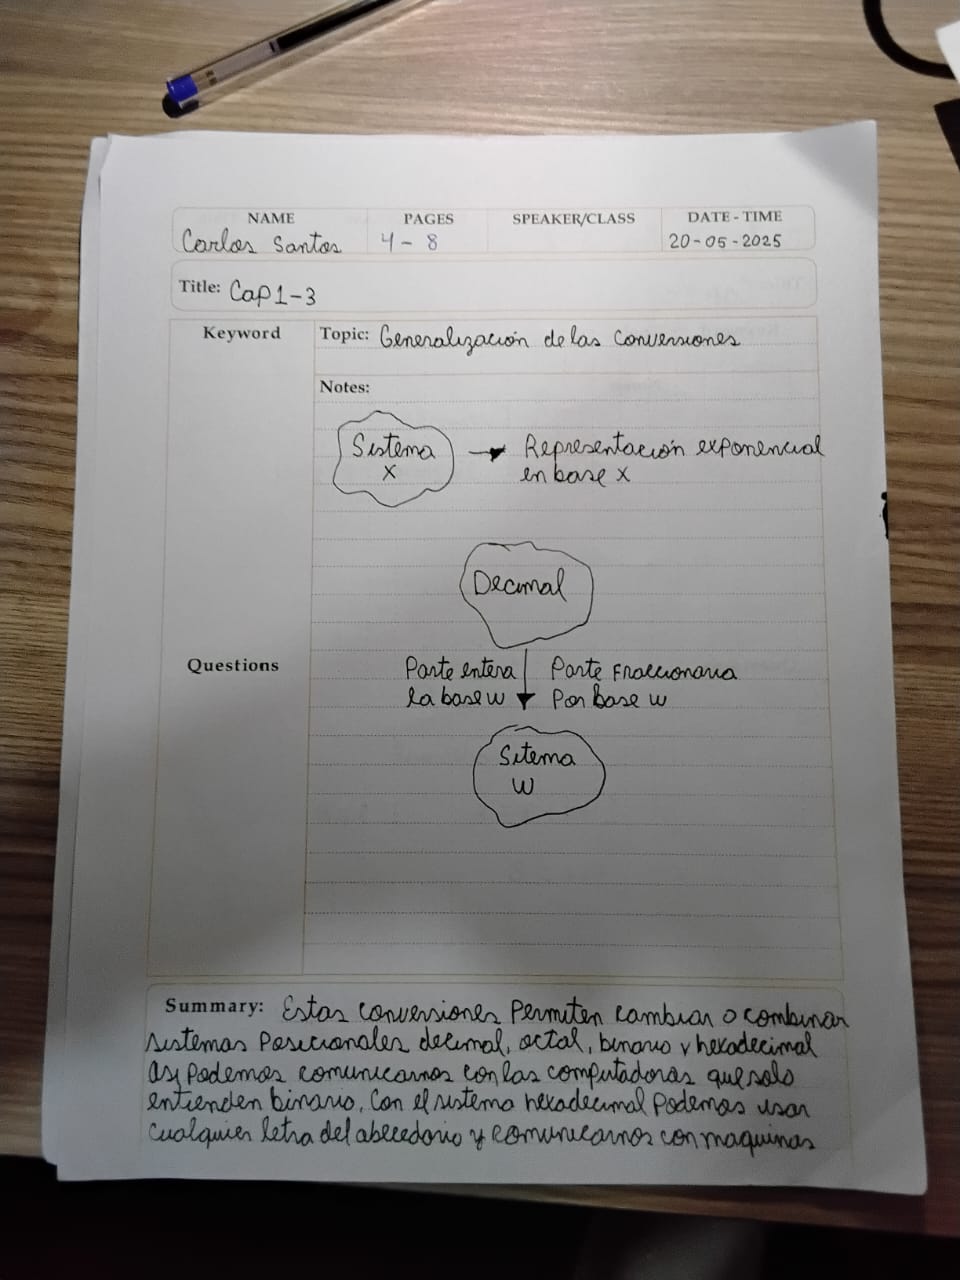 NAME PAGES SPEAKER/CLASS DATE - TIME
Carlos Santos 4 - 8 20-05-2025
Title: Cap1-3
Keyword Topic: Generalización de las Conversiones
Notes:
Sistema
X
Representación exponencial
en base X
Decimal
Questions
Parte entera Parte Fraccionaria
la base w Por base w
Sitema
W
Summary: Estas conversiones Permiten cambiar o combinar
sistemas Posicionales decimal, octal, binario y hexadecimal
Así Podemos comunicarnos con las computadoras que solo
entienden binario, Con el sistema hexadecimal Podemos usar
cualquier letra del abecedario y comunicarnos con maquinas